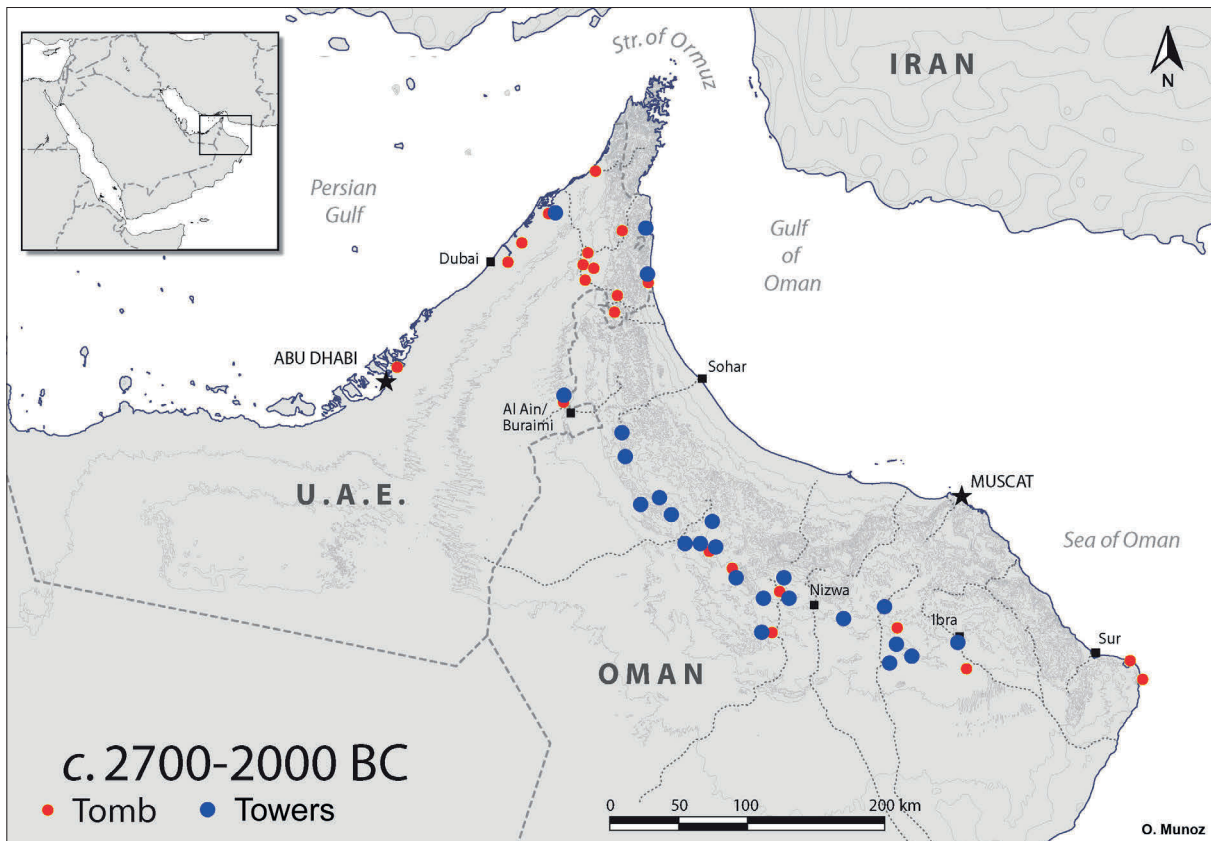 Str. of Ormuz
IRAN
N
Persian
Gulf
Gulf
of
Oman
Dubai
ABU DHABI
Sohar
Al Ain/
Buraimi
U.A.E.
MUSCAT
Sea of Oman
Nizwa
Ibra
Sur
OMAN
c. 2700-2000 BC
Tomb
Towers
0 50 100 200 km
O. Munoz